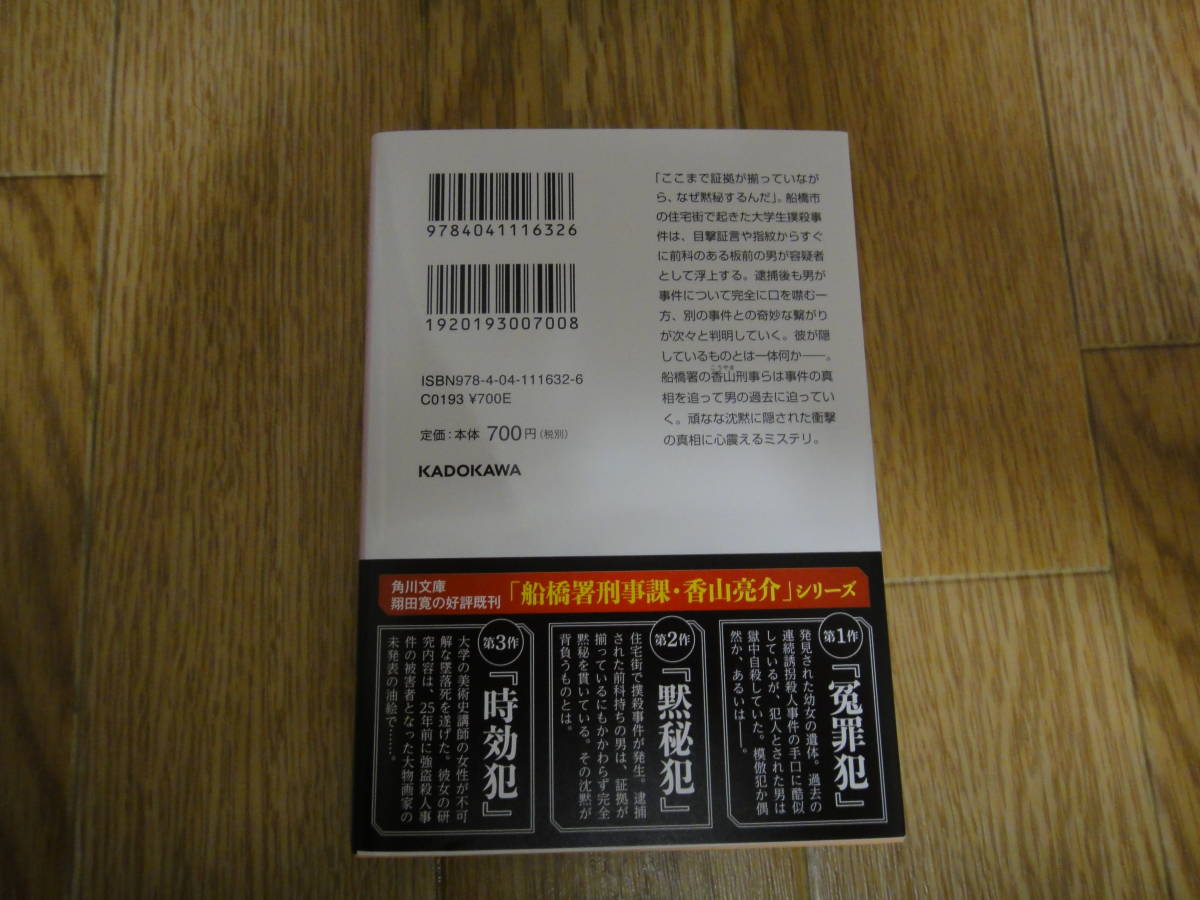 9784041116326
1920193007008
ISBN978-4-04-111632-6
C0193 ¥700E
定価：本体 700円（税別）
KADOKAWA
「ここまで証拠が揃っていなが
ら、なぜ黙秘するんだ」。船橋市
の住宅街で起きた大学生撲殺事
件は、目撃証言や指紋からすぐ
に前科のある板前の男が容疑者
として浮上する。逮捕後も男が
事件について完全に口を噤む一
方、別の事件との奇妙な繋がり
が次々と判明していく。彼が隠
しているものとは一体何か――。
船橋署の香山刑事らは事件の真
こうやま
相を追って男の過去に迫ってい
く。頑なな沈黙に隠された衝撃
の真相に心震えるミステリ。
角川文庫
翔田寛の好評既刊
「船橋署刑事課・香山亮介」シリーズ
第1作
『冤罪犯』
発見された幼女の遺体。過去の
連続誘拐殺人事件の手口に酷似
しているが、犯人とされた男は
獄中自殺していた。模倣犯か偶
然か、あるいは――。
第2作
『黙秘犯』
住宅街で撲殺事件が発生。逮捕
された前科持ちの男は、証拠が
揃っているにもかかわらず完全
黙秘を貫いている。その沈黙が
背負うものとは。
第3作
『時効犯』
大学の美術史講師の女性が不可
解な墜落死を遂げた。彼女の研
究内容は、25年前に強盗殺人事
件の被害者となった大物画家の
未発表の油絵で……。